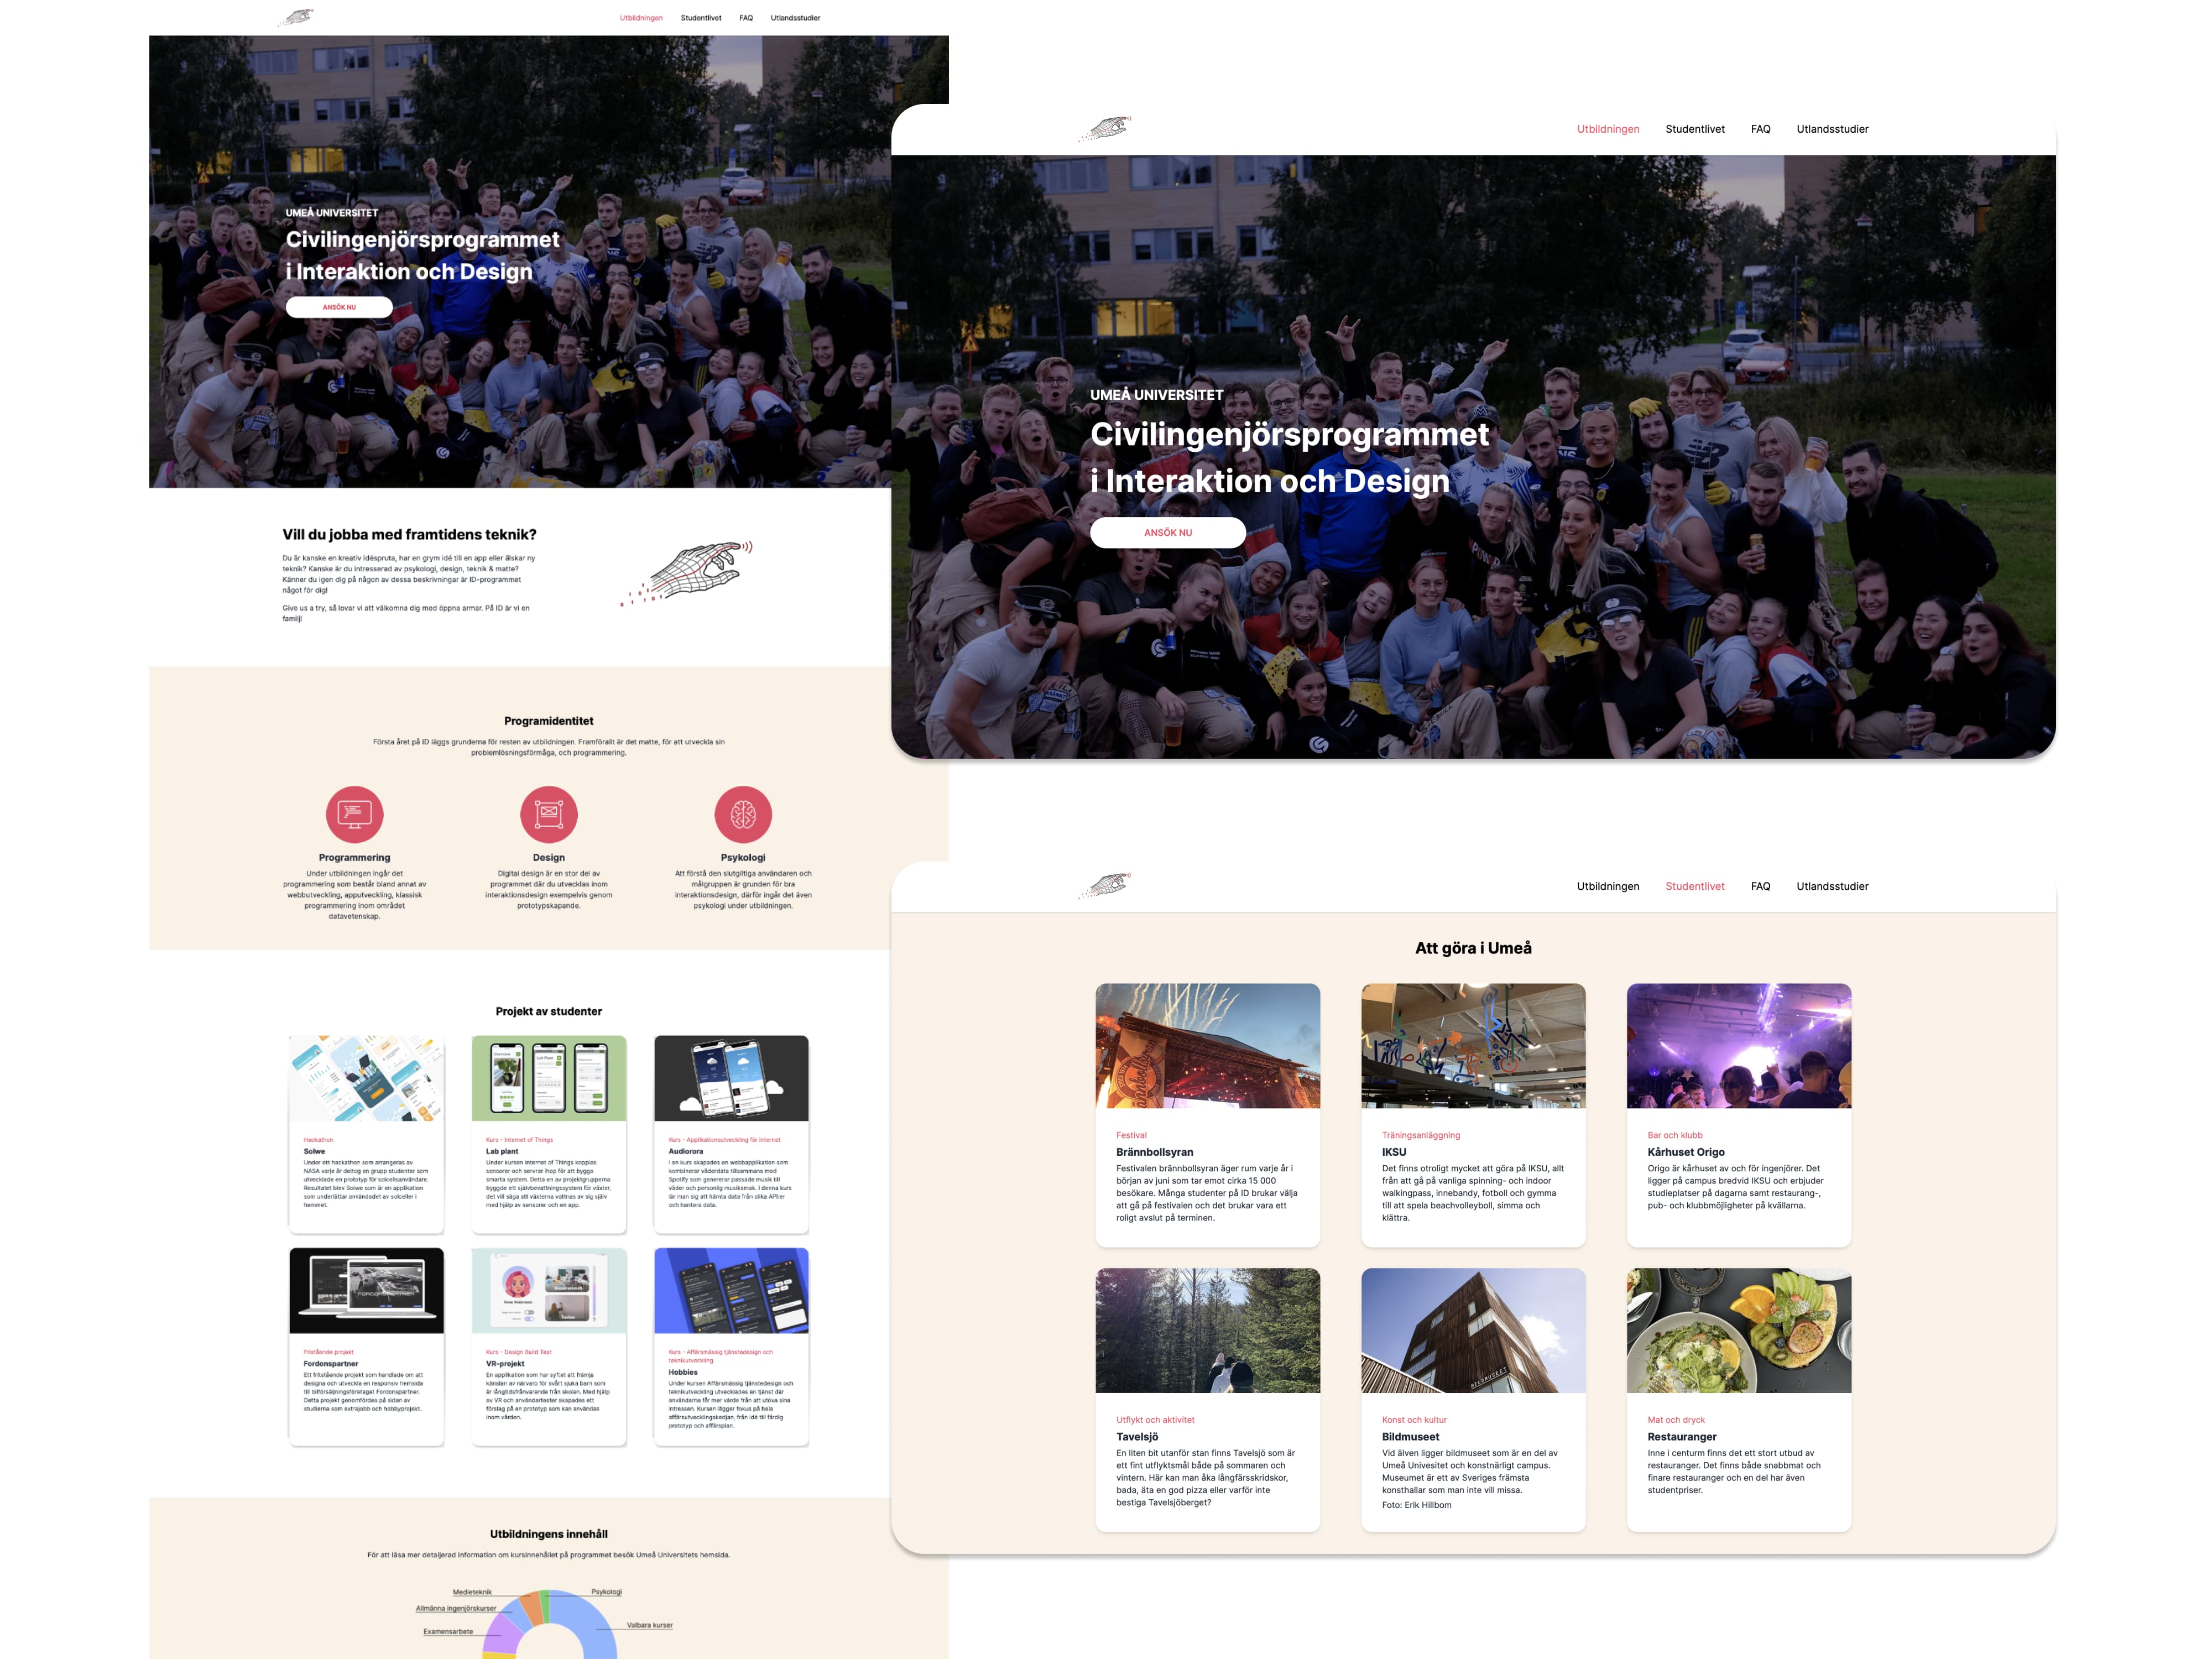 Utbildningen Studentlivet FAQ Utlandsstudier
UMEÅ UNIVERSITET
Civilingenjörsprogrammet
i Interaktion och Design
ANSÖK NU
Vill du jobba med framtidens teknik?
Du är kanske en kreativ idéspruta, har en grym idé till en app eller älskar ny
teknik? Kanske är du intresserad av psykologi, design, teknik & matte?
Känner du igen dig på någon av dessa beskrivningar är ID-programmet
något för dig!
Give us a try, så lovar vi att välkomna dig med öppna armar. På ID är vi en
familj!
Programidentitet
Första året på ID läggs grunderna för resten av utbildningen. Framförallt är det matte, för att utveckla sin
problemlösningsförmåga, och programmering.
Programmering
Under utbildningen ingår det
programmering som består bland annat av
webbutveckling, apputveckling, klassisk
programmering inom området
datavetenskap.
Design
Digital design är en stor del av
programmet där du utvecklas inom
interaktionsdesign exempelvis genom
prototypskapande.
Psykologi
Att förstå den slutgiltiga användaren och
målgruppen är grunden för bra
interaktionsdesign, därför ingår det även
psykologi under utbildningen.
Projekt av studenter
Hackathon
Solwe
Under ett hackathon som arrangeras av
NASA varje år deltog en grupp studenter som
utvecklade en prototyp för solcellsanvändare.
Resultatet blev Solwe som är en applikation
som underlättar användadet av solceller i
hemmet.
Kurs - Internet of Things
Lab plant
Under kursen Internet of Things kopplas
sensorer och servrar ihop för att bygga
smarta system. Detta en av projektgrupperna
byggde ett självbevattningssystem för växter,
det vill säga att växterna vattnas av sig själv
med hjälp av sensorer och en app.
Kurs - Applikationsutveckling för internet
Audiorora
I en kurs skapades en webbapplikation som
kombinerar väderdata tillsammans med
Spotify som genererar passade musik till
väder och personlig musiksmak. I denna kurs
lär man sig att hämta data från olika API:er
och hantera data.
Fristående projekt
Fordonspartner
Ett fritstående projekt som handlade om att
designa och utveckla en responsiv hemsida
till bilförsäljningsföretaget Fordonspartner.
Detta projekt genomfördes på sidan av
studierna som extrajobb och hobbyprojekt.
Kurs - Design Build Test
VR-projekt
En applikation som har syftet att främja
känslan av närvaro för svårt sjuka barn som
är långtidsfrånvarande från skolan. Med hjälp
av VR och användartester skapades ett
förslag på en prototyp som kan användas
inom vården.
Kurs - Affärsmässig tjänstedesign och
teknikutveckling
Hobbies
Under kursen Affärsmässig tjänstedesign och
teknikutveckling utvecklades en tjänst där
användarna får mer värde från att utöva sina
intressen. Kursen lägger fokus på hela
affärsutvecklingskedjan, från idé till färdig
prototyp och affärsplan.
Utbildningens innehåll
För att läsa mer detaljerad information om kursinnehållet på programmet besök Umeå Universitets hemsida.
Medieteknik
Psykologi
Allmänna ingenjörskurser
Valbara kurser
Examensarbete
Utbildningen Studentlivet FAQ Utlandsstudier
UMEÅ UNIVERSITET
Civilingenjörsprogrammet
i Interaktion och Design
ANSÖK NU
Utbildningen Studentlivet FAQ Utlandsstudier
Att göra i Umeå
Festival
Brännbollsyran
Festivalen brännbollsyran äger rum varje år i
början av juni som tar emot cirka 15 000
besökare. Många studenter på ID brukar välja
att gå på festivalen och det brukar vara ett
roligt avslut på terminen.
Träningsanläggning
IKSU
Det finns otroligt mycket att göra på IKSU, allt
från att gå på vanliga spinning- och indoor
walkingpass, innebandy, fotboll och gymma
till att spela beachvolleyboll, simma och
klättra.
Bar och klubb
Kårhuset Origo
Origo är kårhuset av och för ingenjörer. Det
ligger på campus bredvid IKSU och erbjuder
studieplatser på dagarna samt restaurang-,
pub- och klubbmöjligheter på kvällarna.
BILDMUSEET
Utflykt och aktivitet
Tavelsjö
En liten bit utanför stan finns Tavelsjö som är
ett fint utflyktsmål både på sommaren och
vintern. Här kan man åka långfärsskridskor,
bada, äta en god pizza eller varför inte
bestiga Tavelsjöberget?
Konst och kultur
Bildmuseet
Vid älven ligger bildmuseet som är en del av
Umeå Univesitet och konstnärligt campus.
Museumet är ett av Sveriges främsta
konsthallar som man inte vill missa.
Foto: Erik Hillbom
Mat och dryck
Restauranger
Inne i centurm finns det ett stort utbud av
restauranger. Det finns både snabbmat och
finare restauranger och en del har även
studentpriser.